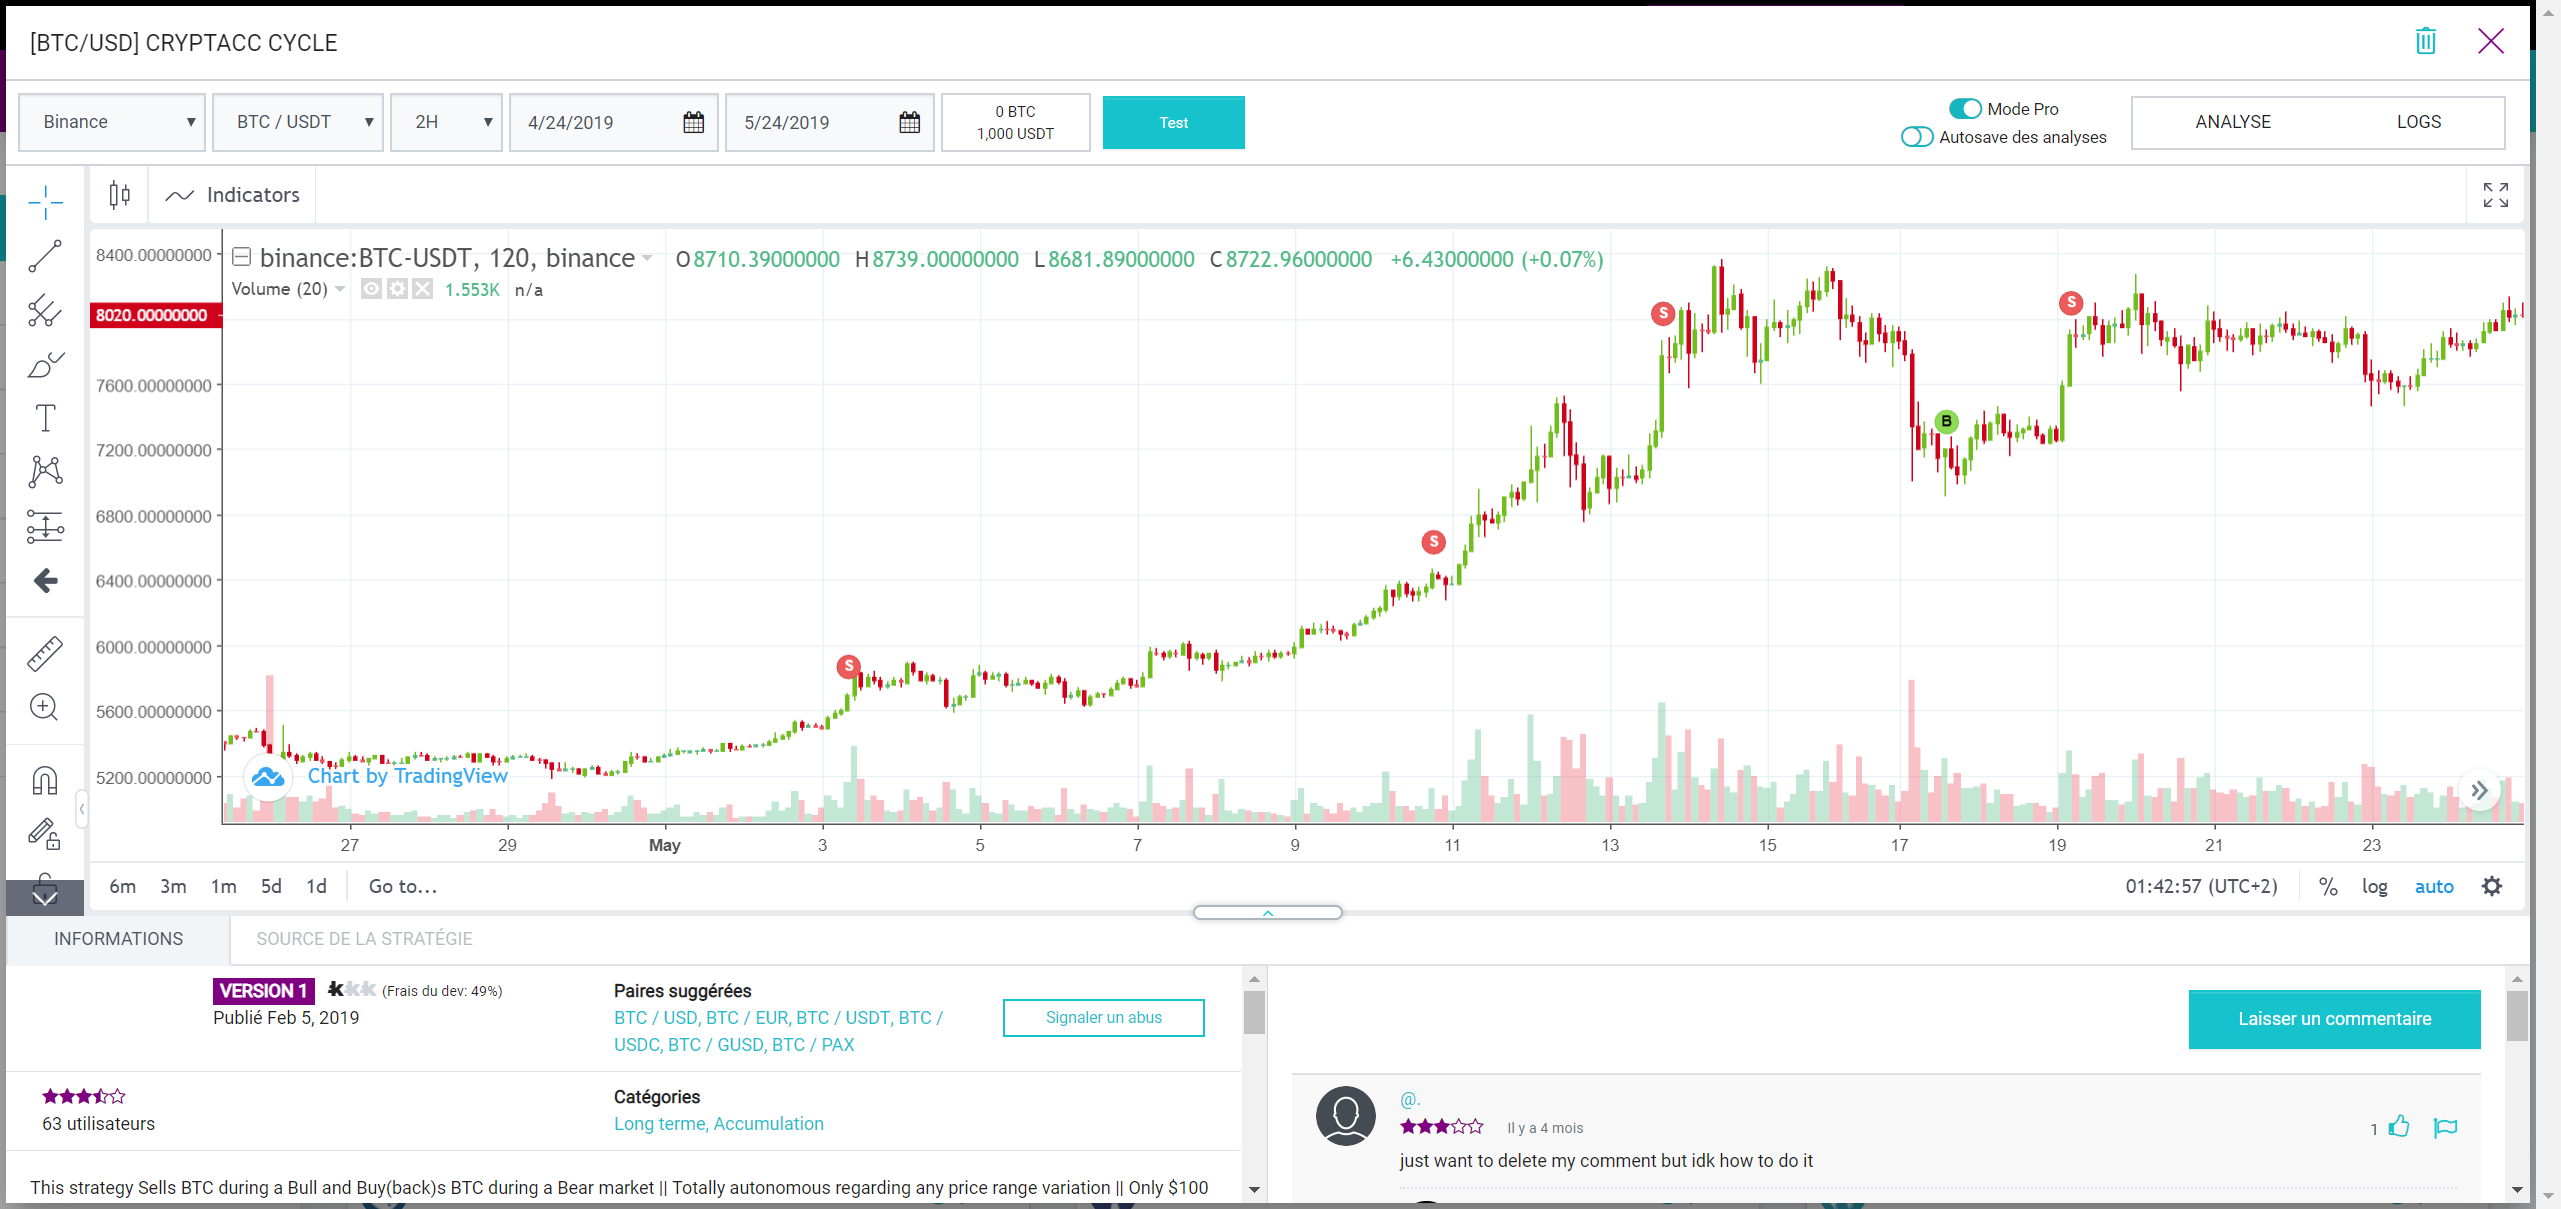 [BTC/USD] CRYPTACC CYCLE
Binance
BTC / USDT
2H
4/24/2019
5/24/2019
0 BTC
1,000 USDT
Test
Mode Pro
Autosave des analyses
ANALYSE
LOGS
Indicators
binance:BTC-USDT, 120, binance
O8710.39000000 H8739.00000000 L8681.89000000 C8722.96000000 +6.43000000 (+0.07%)
Volume (20)
1.553K n/a
8400.00000000
8020.00000000
7600.00000000
7200.00000000
6800.00000000
6400.00000000
6000.00000000
5600.00000000
5200.00000000
S
S
S
B
S
Chart by TradingView
27 29 May 3 5 7 9 11 13 15 17 19 21 23
6m 3m 1m 5d 1d Go to...
01:42:57 (UTC+2) % log auto
INFORMATIONS
SOURCE DE LA STRATÉGIE
VERSION 1
(Frais du dev: 49%)
Publié Feb 5, 2019
Paires suggérées
BTC / USD, BTC / EUR, BTC / USDT, BTC /
USDC, BTC / GUSD, BTC / PAX
Signaler un abus
63 utilisateurs
Catégories
Long terme, Accumulation
This strategy Sells BTC during a Bull and Buy(back)s BTC during a Bear market || Totally autonomous regarding any price range variation || Only $100
Laisser un commentaire
@.
Il y a 4 mois
1
just want to delete my comment but idk how to do it